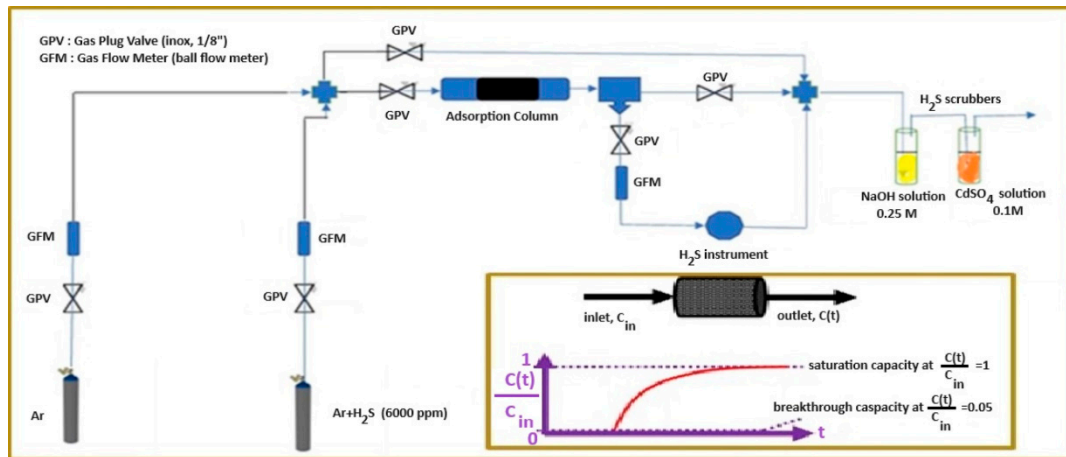 GPV : Gas Plug Valve (inox, 1/8")
GFM : Gas Flow Meter (ball flow meter)
GPV
GPV
Adsorption Column
GPV
H2S scrubbers
GPV
GFM
NaOH solution
0.25 M
CdSO4 solution
0.1M
GFM
GFM
H2S instrument
GPV
GPV
Ar
Ar+H2S (6000 ppm)
inlet, Cin
outlet, C(t)
1
C(t)
Cin
0
t
saturation capacity at C(t)/Cin =1
breakthrough caspacity at C(t)/Cin =0.05